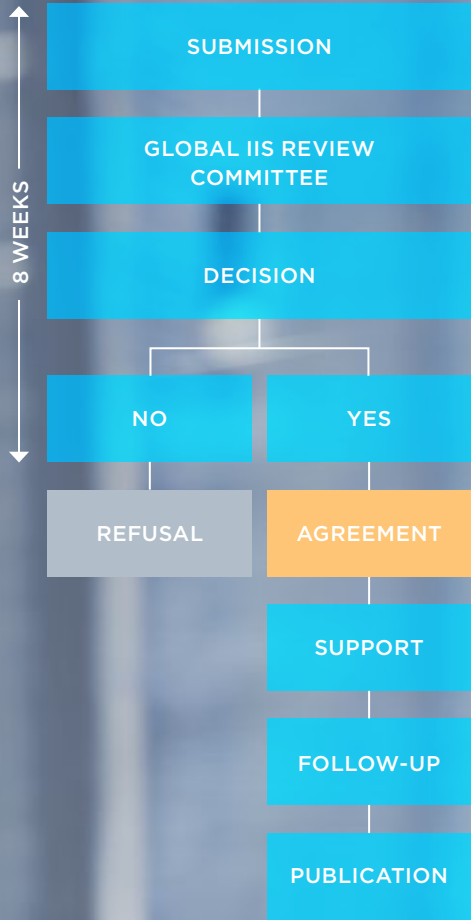 8 WEEKS
SUBMISSION
GLOBAL IIS REVIEW
COMMITTEE
DECISION
NO
YES
REFUSAL
AGREEMENT
SUPPORT
FOLLOW-UP
PUBLICATION